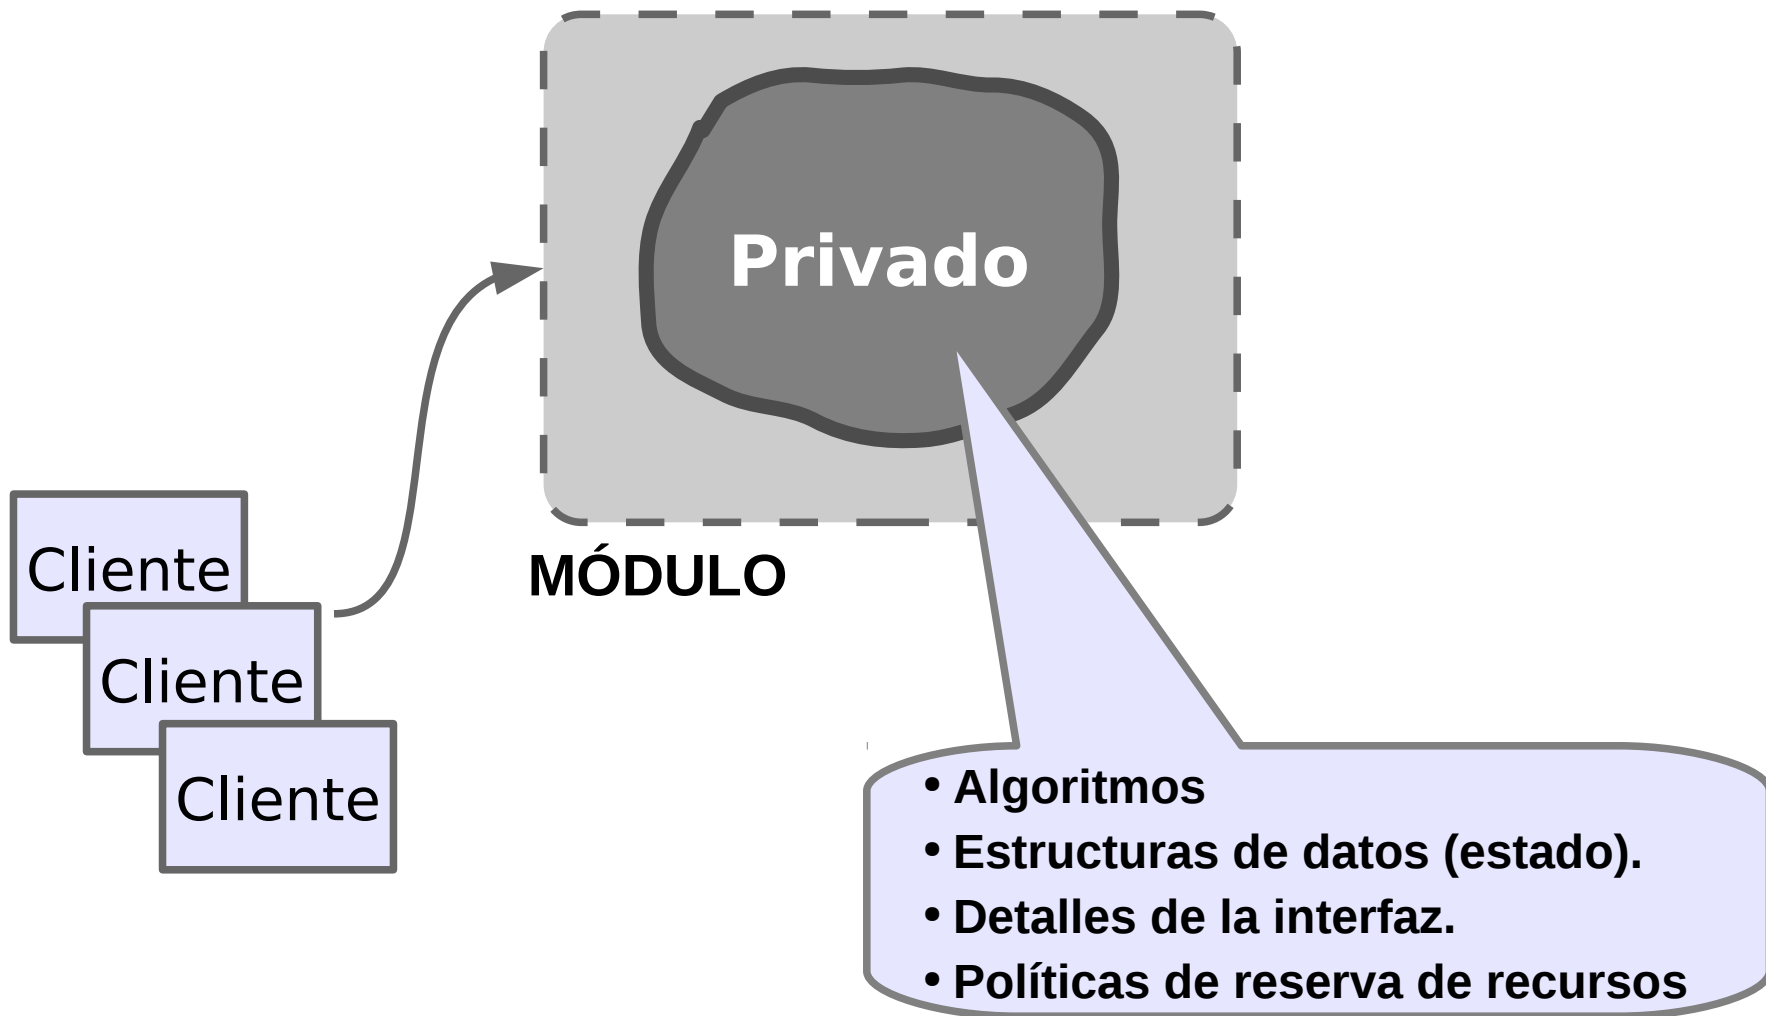 Privado
MÓDULO
Cliente
Cliente
Cliente
• Algoritmos
• Estructuras de datos (estado).
• Detalles de la interfaz.
• Políticas de reserva de recursos